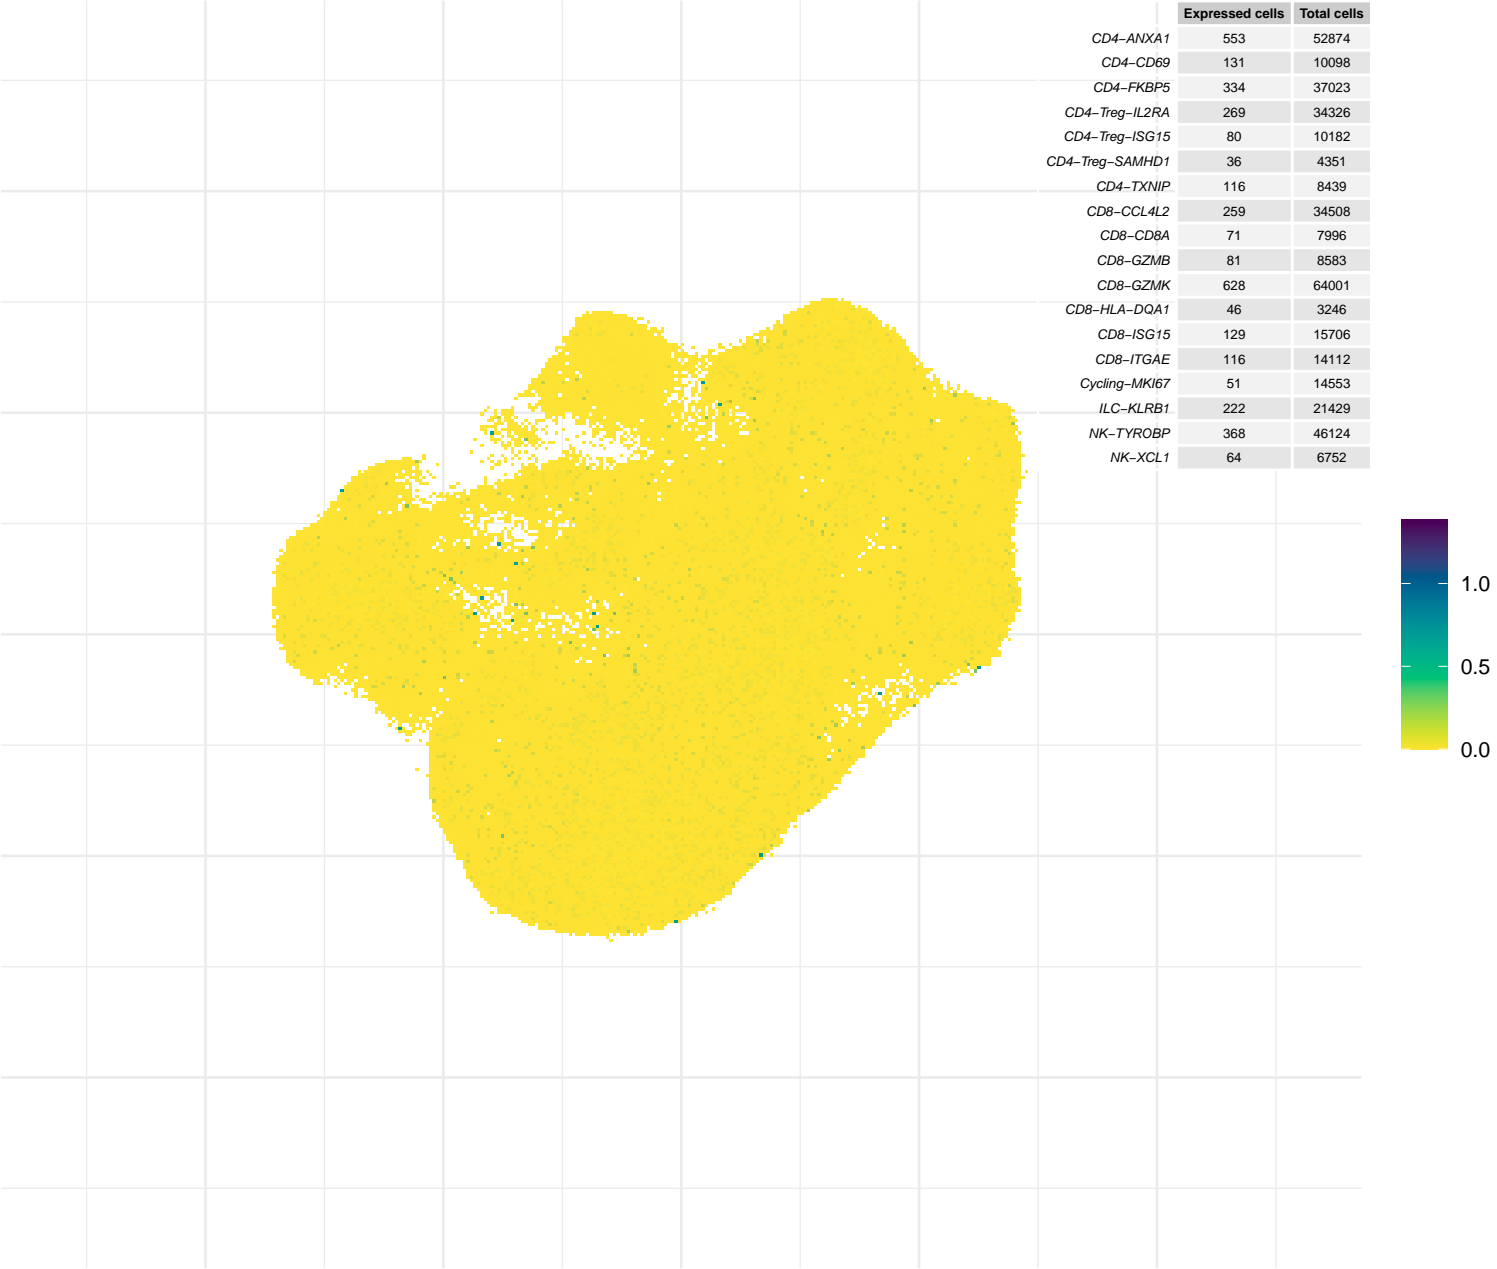 Expressed cells Total cells
CD4−ANXA1 553 52874
CD4−CD69 131 10098
CD4−FKBP5 334 37023
CD4−Treg−IL2RA 269 34326
CD4−Treg−ISG15 80 10182
CD4−Treg−SAMHD1 36 4351
CD4−TXNIP 116 8439
CD8−CCL4L2 259 34508
CD8−CD8A 71 7996
CD8−GZMB 81 8583
CD8−GZMK 628 64001
CD8−HLA−DQA1 46 3246
CD8−ISG15 129 15706
CD8−ITGAE 116 14112
Cycling−MKI67 51 14553
ILC−KLRB1 222 21429
NK−TYROBP 368 46124
NK−XCL1 64 6752
1.0
0.5
0.0